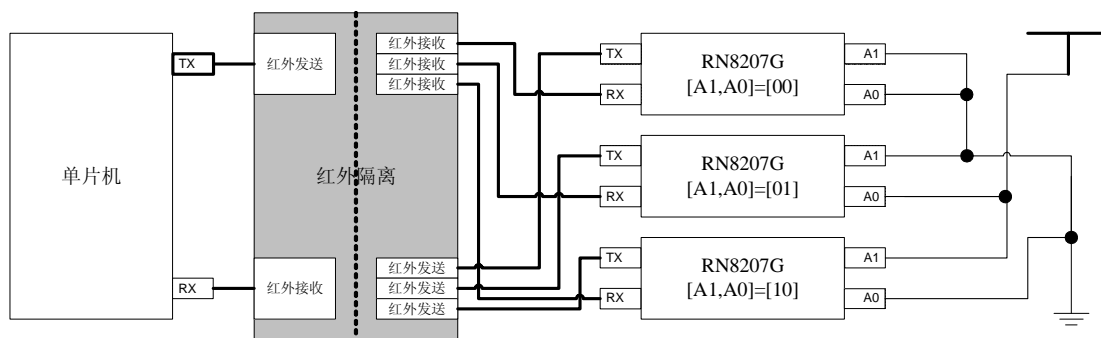 单片机
TX
RX
红外发送
红外接收
红外隔离
红外接收
红外接收
红外接收
红外发送
红外发送
红外发送
TX
RX
RN8207G
[A1,A0]=[00]
A1
A0
TX
RX
RN8207G
[A1,A0]=[01]
A1
A0
TX
RX
RN8207G
[A1,A0]=[10]
A1
A0